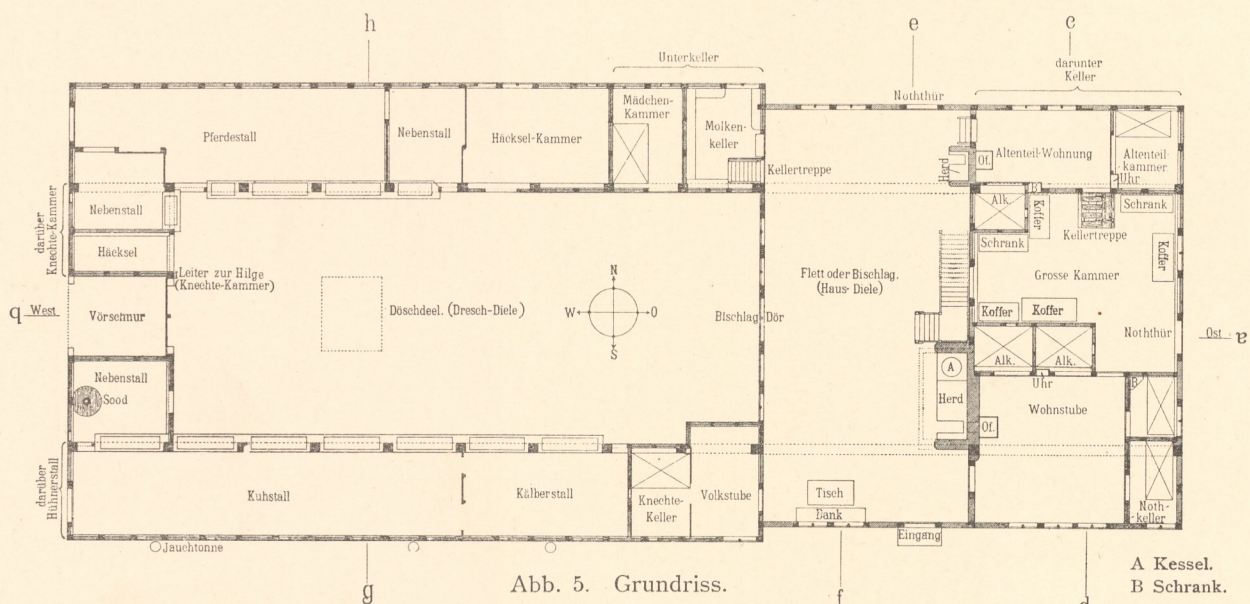 h
e
c
Unterkeller
darunter
Keller
Noththür
Pferdestall
Nebenstall
Häcksel-Kammer
Mädchen-
Kammer
Molken-
keller
Kellertreppe
Herd
Of.
Altenteil-Wohnung
Altenteil-
kammer
Uhr
B
Alk.
Koffer
Schrank
Kellertreppe
Schrank
Koffer
Grosse Kammer
Koffer
Koffer
Noththür
Alk.
Alk.
Uhr
B
darüber
Knechte-Kammer
Nebenstall
Häcksel
Leiter zur Hilge
(Knechte-Kammer)
b West
Vörschur
Döschdeel. (Dresch-Diele)
N
W
O
S
Bischlag-Dör
Flett oder Bischlag.
(Haus-Diele)
Ost a
Nebenstall
Sood
A
Herd
Of.
Wohnstube
darüber
Hühnerstall
Kuhstall
Kälberstall
Knechte-
Keller
Volkstube
Tisch
Bank
Eingang
Noth-
keller
Jauchtonne
g
f
d
Abb. 5. Grundriss.
A Kessel.
B Schrank.